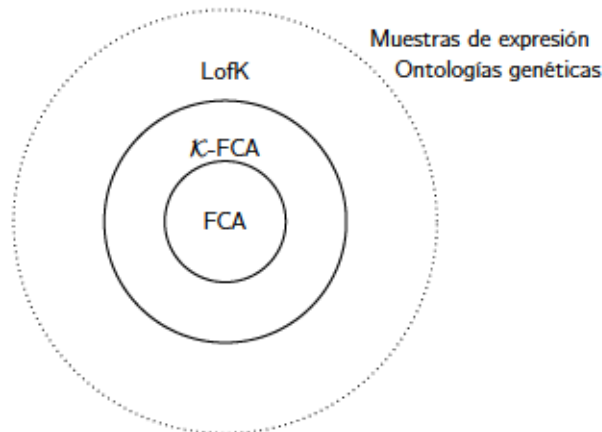 Muestras de expresión
Ontologías genéticas
LofK
𝒦-FCA
FCA